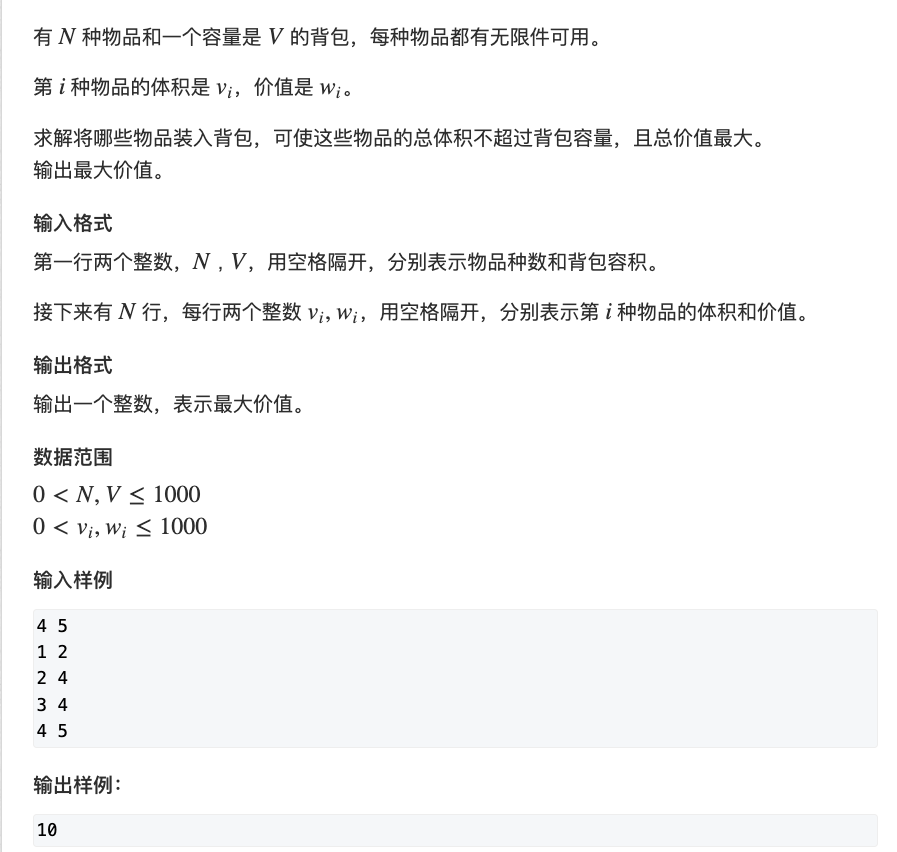 有 N 种物品和一个容量是 V 的背包，每种物品都有无限件可用。
第 i 种物品的体积是 vᵢ，价值是 wᵢ。
求解将哪些物品装入背包，可使这些物品的总体积不超过背包容量，且总价值最大。
输出最大价值。
输入格式
第一行两个整数，N , V，用空格隔开，分别表示物品种数和背包容积。
接下来有 N 行，每行两个整数 vᵢ, wᵢ，用空格隔开，分别表示第 i 种物品的体积和价值。
输出格式
输出一个整数，表示最大价值。
数据范围
0 < N, V ≤ 1000
0 < vᵢ, wᵢ ≤ 1000
输入样例
4 5
1 2
2 4
3 4
4 5
输出样例：
10